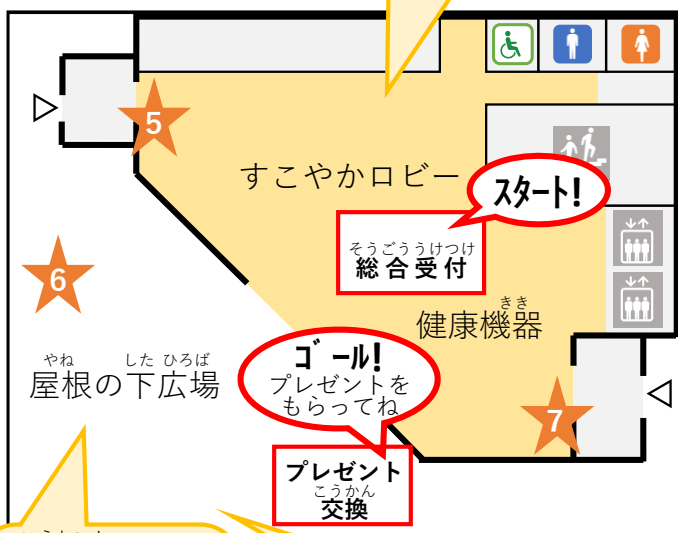 5
すこやかロビー
スタート!
そうごううけつけ
総合受付
6
きき
健康機器
やね した ひろば
屋根の下広場
ゴール!
プレゼントを
もらってね
7
プレゼント
こうかん
交換